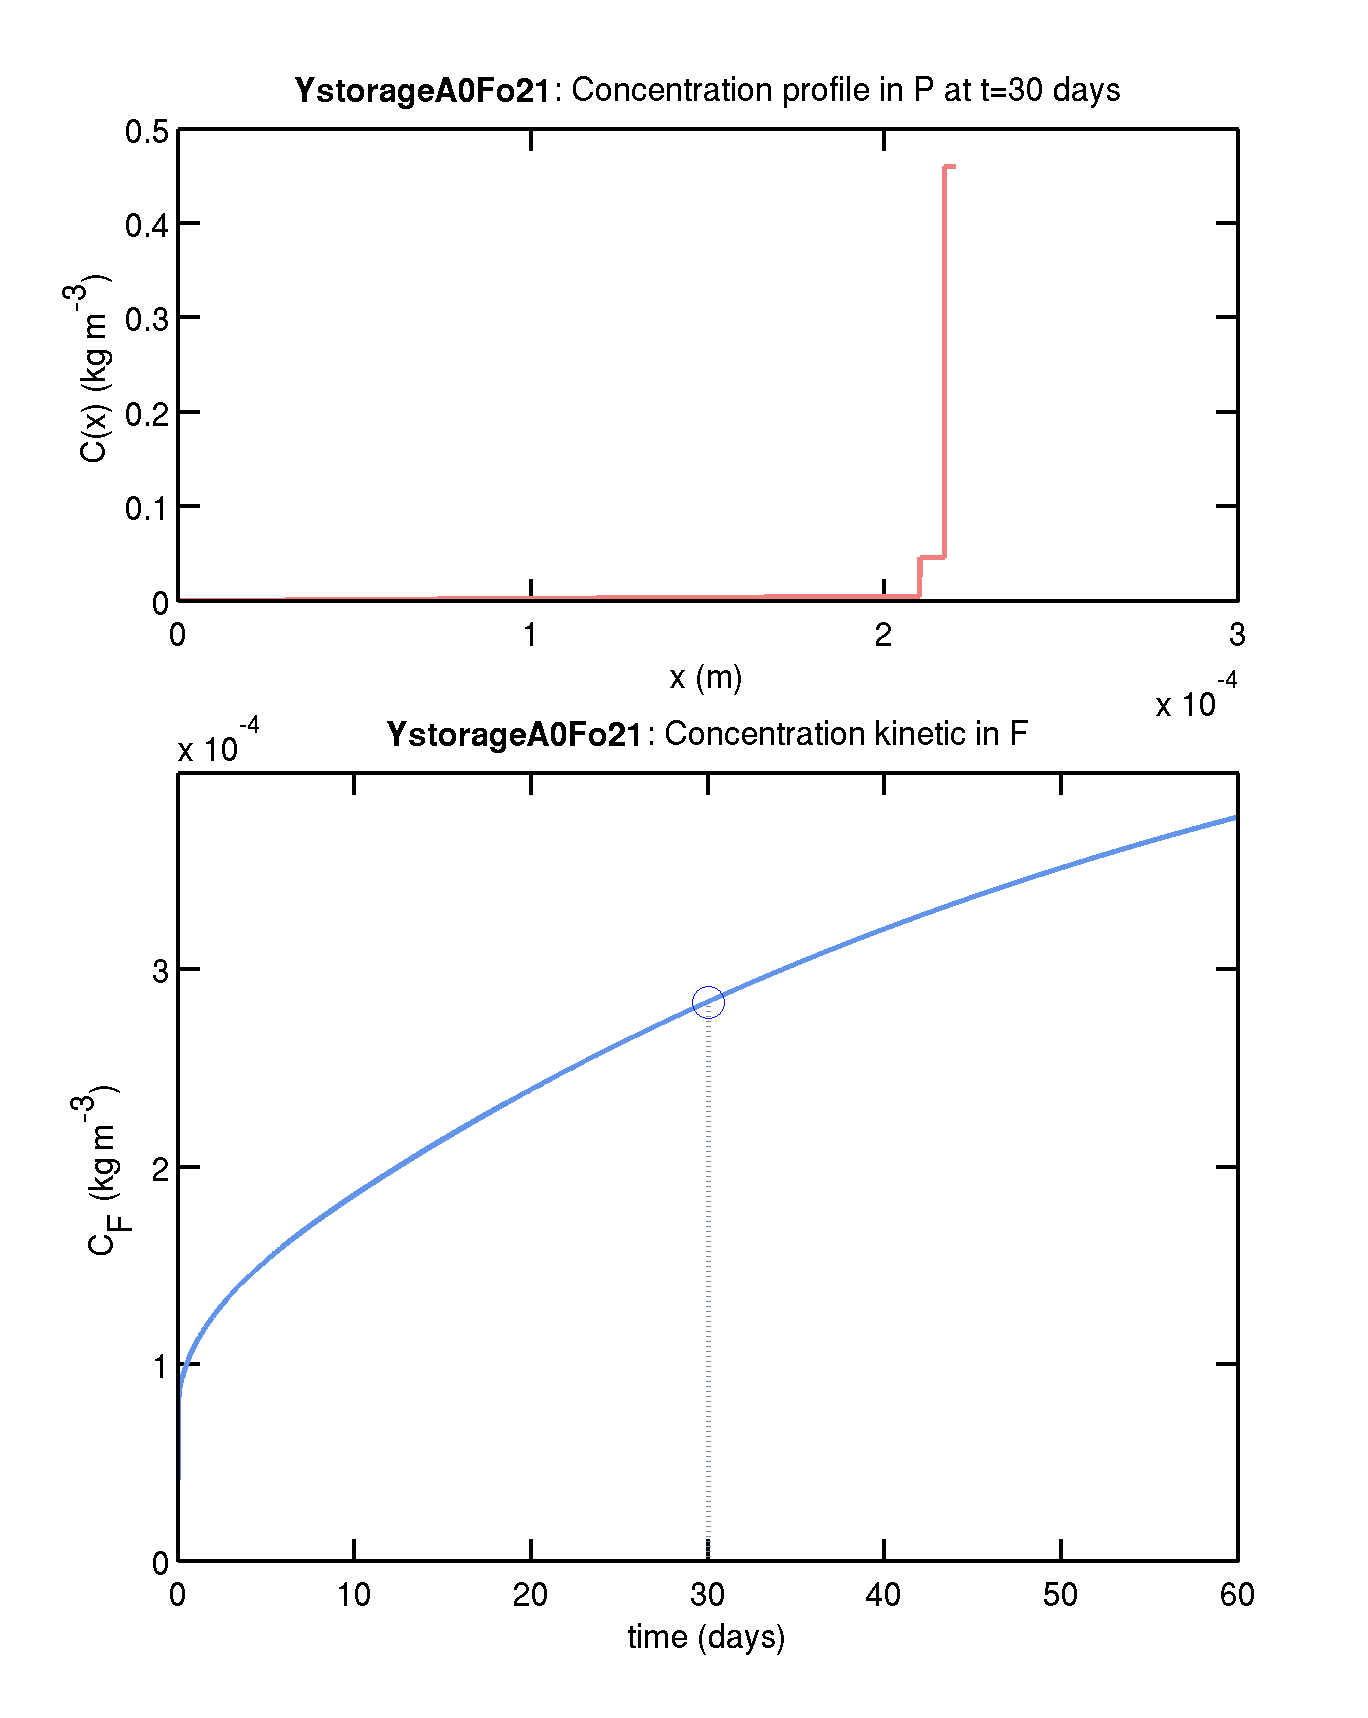 YstorageA0Fo21: Concentration profile in P at t=30 days
0.5
0.4
0.3
0.2
0.1
0
C(x) (kg m-3)
0 1 2 3
x (m)
x 10-4
YstorageA0Fo21: Concentration kinetic in F
x 10-4
3
2
1
0
CF (kg m-3)
0 10 20 30 40 50 60
time (days)